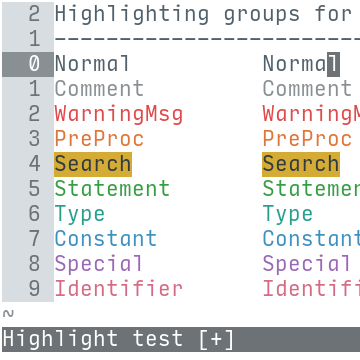 2 Highlighting groups for
1 ------------------------
0 Normal Normal
1 Comment Comment
2 WarningMsg WarningM
3 PreProc PreProc
4 Search Search
5 Statement Statemen
6 Type Type
7 Constant Constant
8 Special Special
9 Identifier Identifi
~
Highlight test [+]